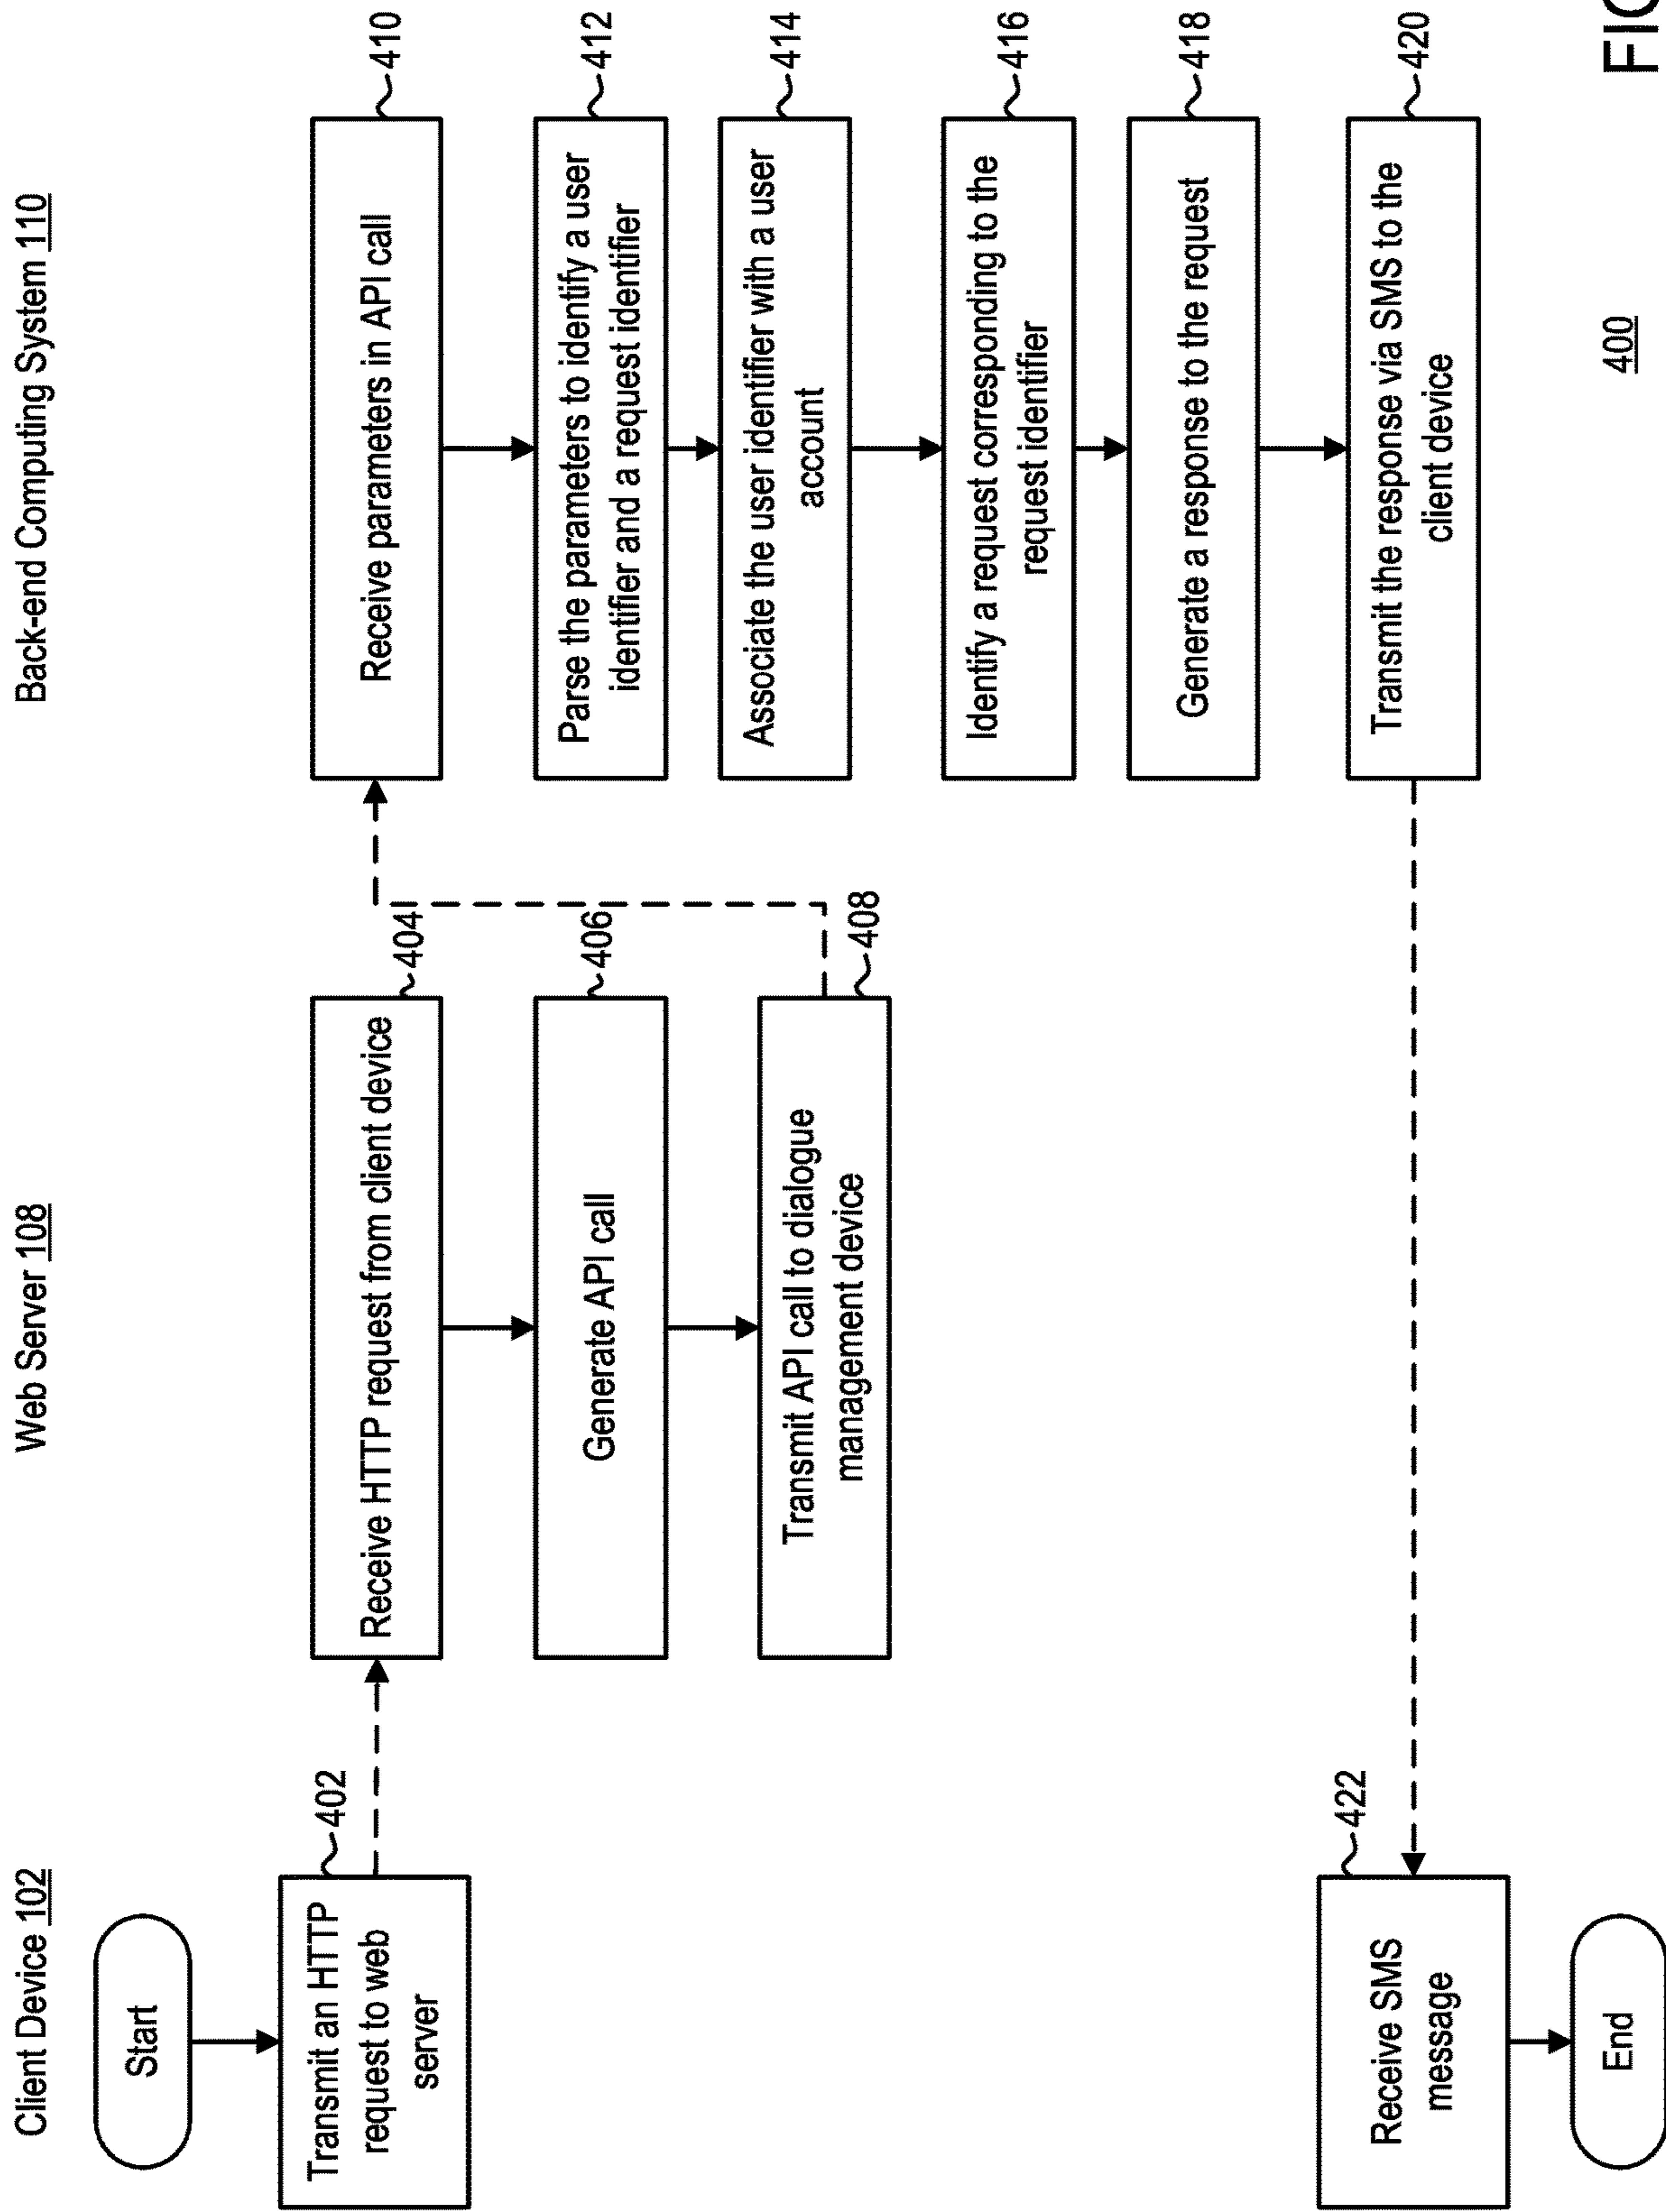 Client Device 102
Web Server 108
Back-end Computing System 110
Start
Transmit an HTTP
request to web
server
402
Receive HTTP request from client device
404
Generate API call
406
Transmit API call to dialogue
management device
408
Receive parameters in API call
410
Parse the parameters to identify a user
identifier and a request identifier
412
Associate the user identifier with a user
account
414
Identify a request corresponding to the
request identifier
416
Generate a response to the request
418
Transmit the response via SMS to the
client device
420
Receive SMS
message
422
End
400